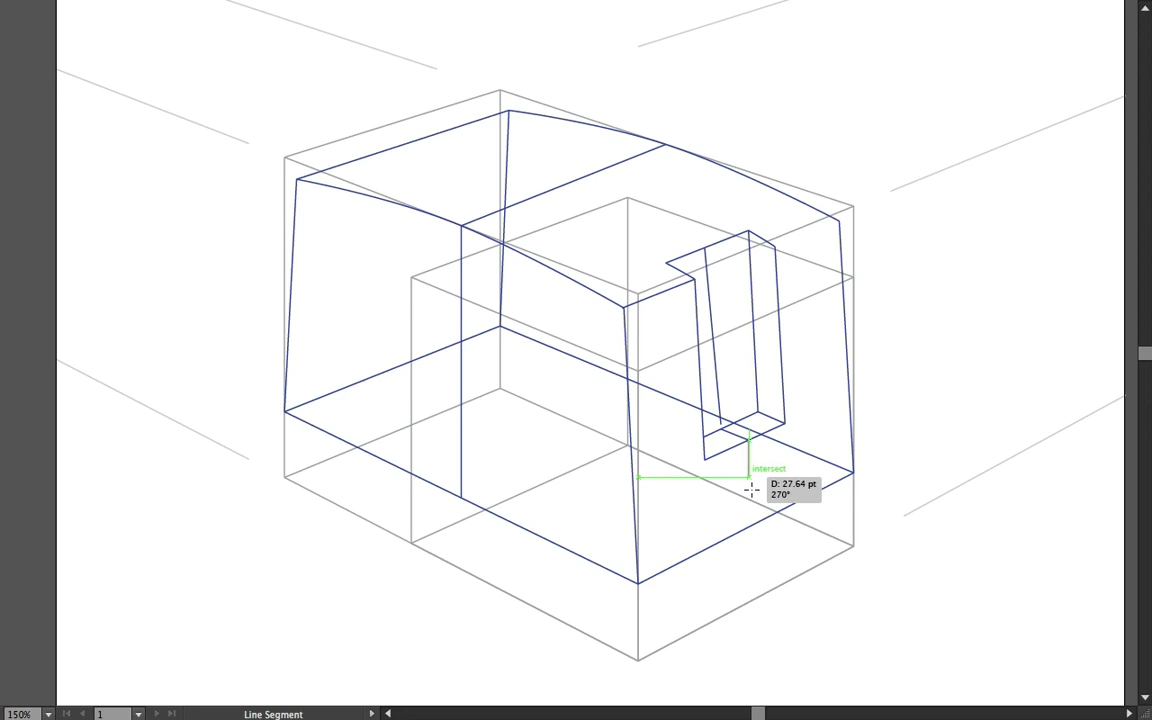 intersect
D: 27.64 pt
270°
150%
1
Line Segment